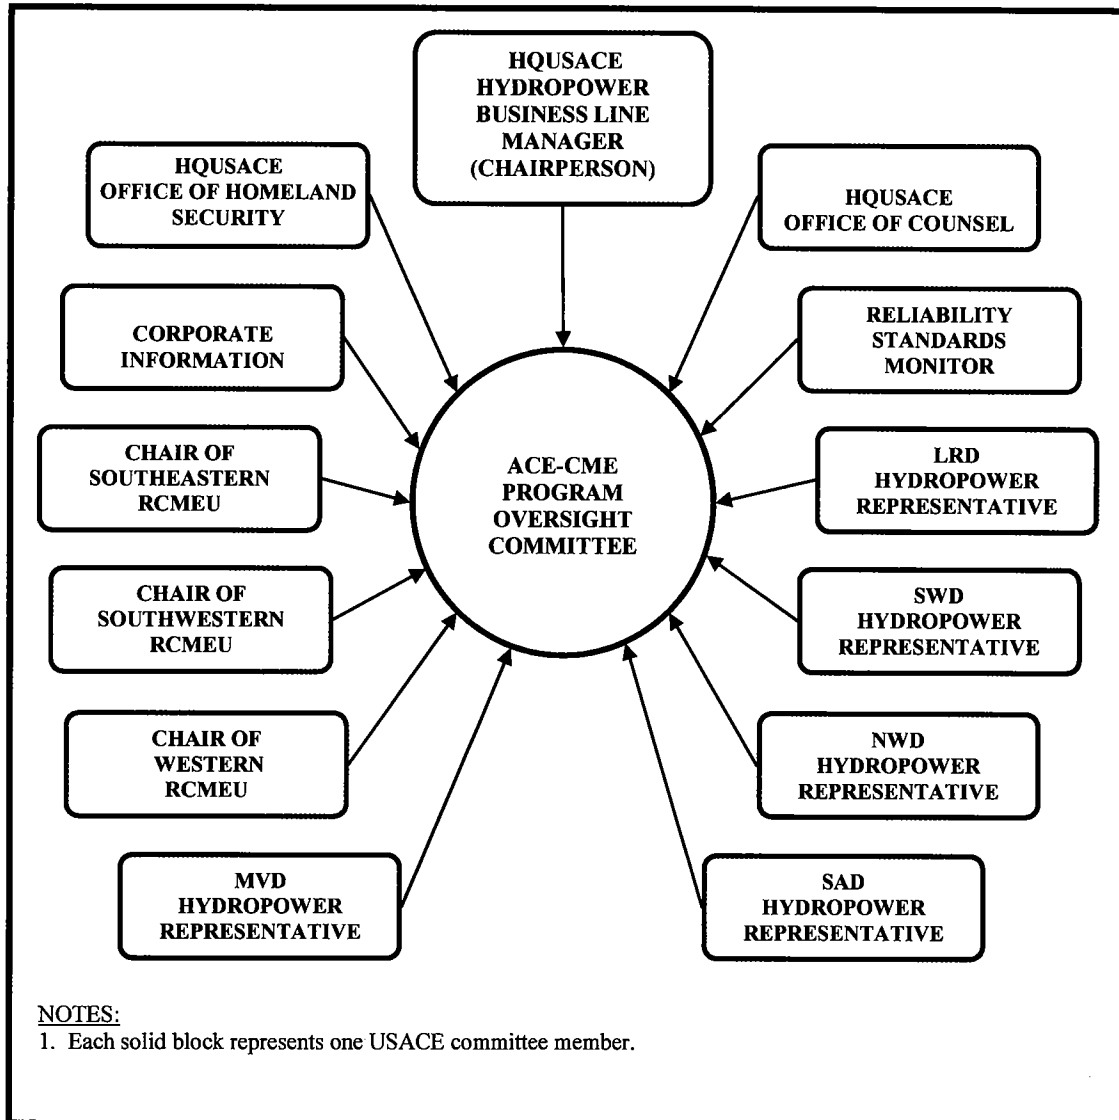 HQUSACE
HYDROPOWER
BUSINESS LINE
MANAGER
(CHAIRPERSON)
HQUSACE
OFFICE OF HOMELAND
SECURITY
HQUSACE
OFFICE OF COUNSEL
CORPORATE
INFORMATION
RELIABILITY
STANDARDS
MONITOR
CHAIR OF
SOUTHEASTERN
RCMEU
ACE-CME
PROGRAM
OVERSIGHT
COMMITTEE
LRD
HYDROPOWER
REPRESENTATIVE
CHAIR OF
SOUTHWESTERN
RCMEU
SWD
HYDROPOWER
REPRESENTATIVE
CHAIR OF
WESTERN
RCMEU
NWD
HYDROPOWER
REPRESENTATIVE
MVD
HYDROPOWER
REPRESENTATIVE
SAD
HYDROPOWER
REPRESENTATIVE
NOTES:
1. Each solid block represents one USACE committee member.